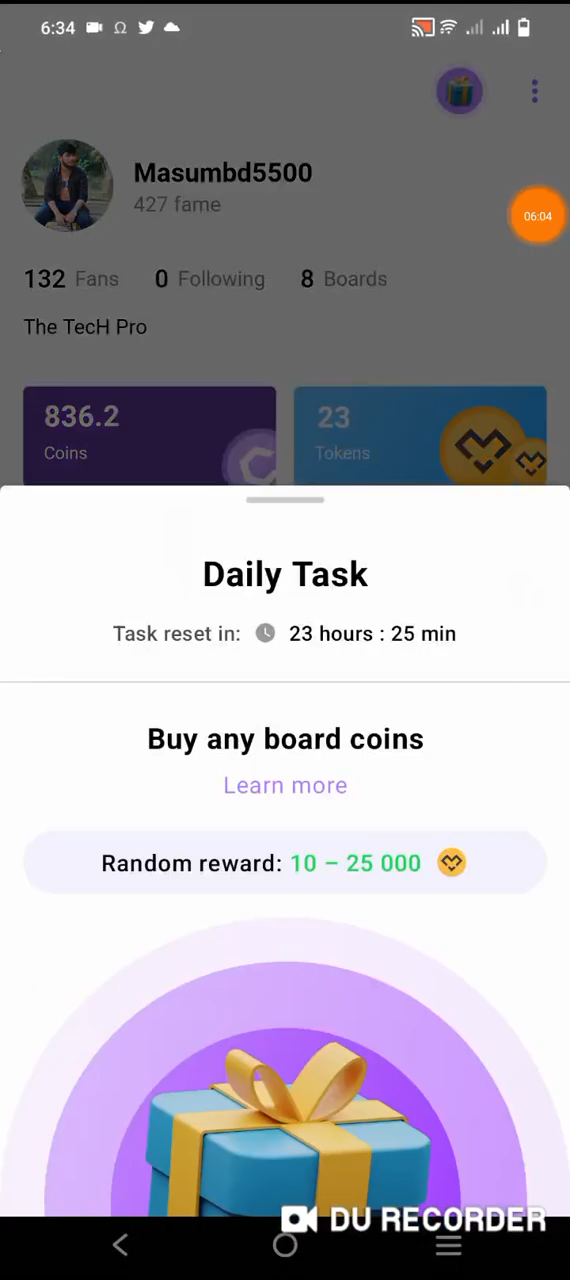 6:34
Masumbd5500
427 fame
06:04
132 Fans 0 Following 8 Boards
The TecH Pro
836.2
Coins
23
Tokens
Daily Task
Task reset in: 23 hours : 25 min
Buy any board coins
Learn more
Random reward: 10 – 25 000
DU RECORDER